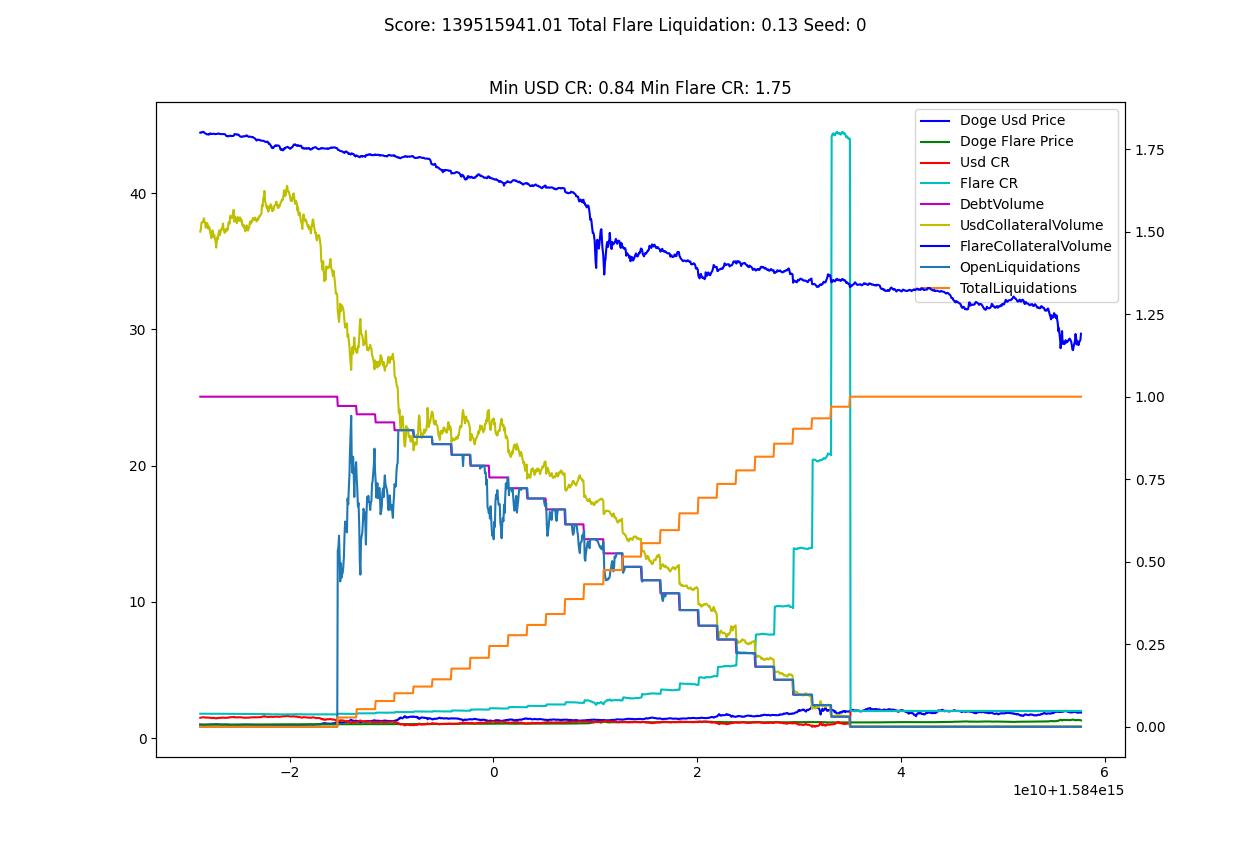 Score: 139515941.01 Total Flare Liquidation: 0.13 Seed: 0
Min USD CR: 0.84 Min Flare CR: 1.75
Doge Usd Price
Doge Flare Price
Usd CR
Flare CR
DebtVolume
UsdCollateralVolume
FlareCollateralVolume
OpenLiquidations
TotalLiquidations
40
30
20
10
0
1.75
1.50
1.25
1.00
0.75
0.50
0.25
0.00
−2 0 2 4 6
1e10+1.584e15